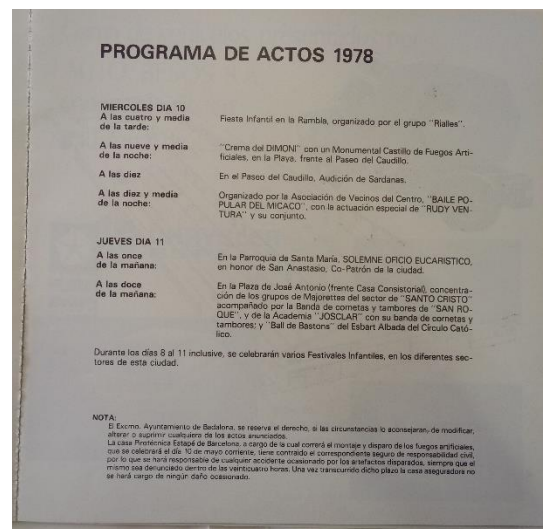 PROGRAMA DE ACTOS 1978
MIERCOLES DIA 10
A las cuatro y media
de la tarde:
Fiesta Infantil en la Rambla, organizado por el grupo "Rialles".
A las nueve y media
de la noche:
"Crema del DIMONI" con un Monumental Castillo de Fuegos Arti-
ficiales, en la Playa, frente al Paseo del Caudillo.
A las diez
En el Paseo del Caudillo, Audición de Sardanas.
A las diez y media
de la noche:
Organizado por la Asociación de Vecinos del Centro, "BAILE PO-
PULAR DEL MICACO", con la actuación especial de "RUDY VEN-
TURA" y su conjunto.
JUEVES DIA 11
A las once
de la mañana:
En la Parroquia de Santa María, SOLEMNE OFICIO EUCARISTICO,
en honor de San Anastasio, Co-Patrón de la ciudad.
A las doce
de la mañana:
En la Plaza de José Antonio (frente Casa Consistorial), concentra-
ción de los grupos de Majorettes del sector de "SANTO CRISTO"
acompañado por la Banda de cornetas y tambores de "SAN RO-
QUE", y de la Academia "JOSCLAR" con su banda de cornetas y
tambores; y "Ball de Bastons" del Esbart Albada del Círculo Cató-
lico.
Durante los días 8 al 11 inclusive, se celebrarán varios Festivales Infantiles, en los diferentes sec-
tores de esta ciudad.
NOTA:
El Excmo. Ayuntamiento de Badalona, se reserva el derecho, si las circunstancias lo aconsejaran, de modificar,
alterar o suprimir cualquiera de los actos anunciados.
La casa Pirotécnica Estapé de Barcelona, a cargo de la cual correrá el montaje y disparo de los fuegos artificiales,
que se celebrará el día 10 de mayo corriente, tiene contraído el correspondiente seguro de responsabilidad civil,
por lo que se hará responsable de cualquier accidente ocasionado por los artefactos disparados, siempre que el
mismo sea denunciado dentro de las veinticuatro horas. Una vez transcurrido dicho plazo la casa aseguradora no
se hará cargo de ningún daño ocasionado.